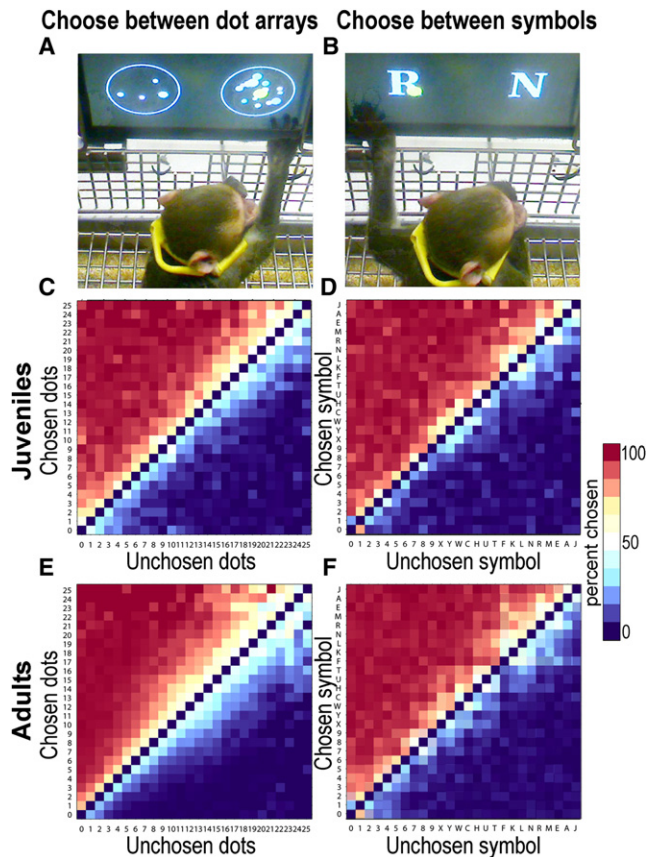 Choose between dot arrays
Choose between symbols
A
B
R N
C
D
Juveniles
Chosen dots
25
24
23
22
21
20
19
18
17
16
15
14
13
12
11
10
9
8
7
6
5
4
3
2
1
0
0 1 2 3 4 5 6 7 8 9 10 11 12 13 14 15 16 17 18 19 20 21 22 23 24 25
Unchosen dots
Chosen symbol
J
A
E
M
R
N
L
K
F
T
U
H
C
W
Y
X
9
8
7
6
5
4
3
2
1
0
0 1 2 3 4 5 6 7 8 9 X Y W C H U T F K L N R M E A J
Unchosen symbol
percent chosen
100
50
0
E
F
Adults
Chosen dots
25
24
23
22
21
20
19
18
17
16
15
14
13
12
11
10
9
8
7
6
5
4
3
2
1
0
0 1 2 3 4 5 6 7 8 9 10 11 12 13 14 15 16 17 18 19 20 21 22 23 24 25
Unchosen dots
Chosen symbol
J
A
E
M
R
N
L
K
F
T
U
H
C
W
Y
X
9
8
7
6
5
4
3
2
1
0
0 1 2 3 4 5 6 7 8 9 X Y W C H U T F K L N R M E A J
Unchosen symbol